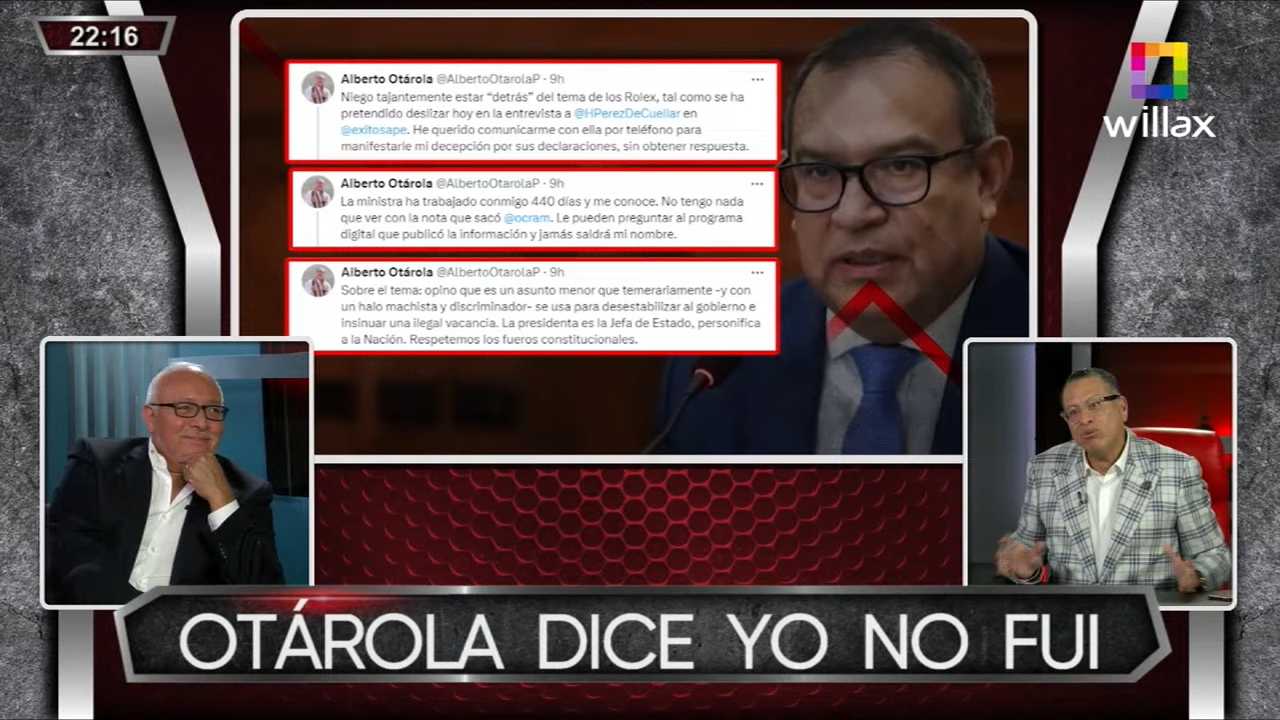 22:16
willax
Alberto Otárola @AlbertoOtarolaP · 9h
Niego tajantemente estar “detrás” del tema de los Rolex, tal como se ha
pretendido deslizar hoy en la entrevista a @HPerezDeCuellar en
@exitosape. He querido comunicarme con ella por teléfono para
manifestarle mi decepción por sus declaraciones, sin obtener respuesta.
Alberto Otárola @AlbertoOtarolaP · 9h
La ministra ha trabajado conmigo 440 días y me conoce. No tengo nada
que ver con la nota que sacó @ocram. Le pueden preguntar al programa
digital que publicó la información y jamás saldrá mi nombre.
Alberto Otárola @AlbertoOtarolaP · 9h
Sobre el tema: opino que es un asunto menor que temerariamente -y con
un halo machista y discriminador- se usa para desestabilizar al gobierno e
insinuar una ilegal vacancia. La presidenta es la Jefa de Estado, personifica
a la Nación. Respetemos los fueros constitucionales.
OTÁROLA DICE YO NO FUI